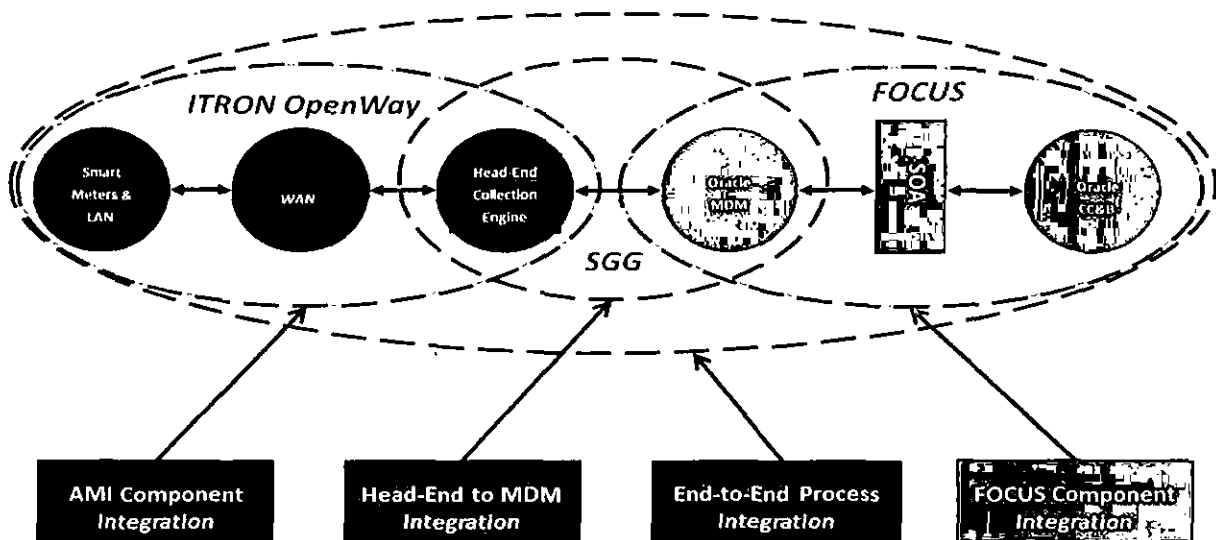 ITRON OpenWay
FOCUS
Smart
Meters &
LAN
WAN
Head-End
Collection
Engine
Oracle
MDM
SOA
Oracle
CC&B
SGG
AMI Component
Integration
Head-End to MDM
Integration
End-to-End Process
Integration
FOCUS Component
Integration